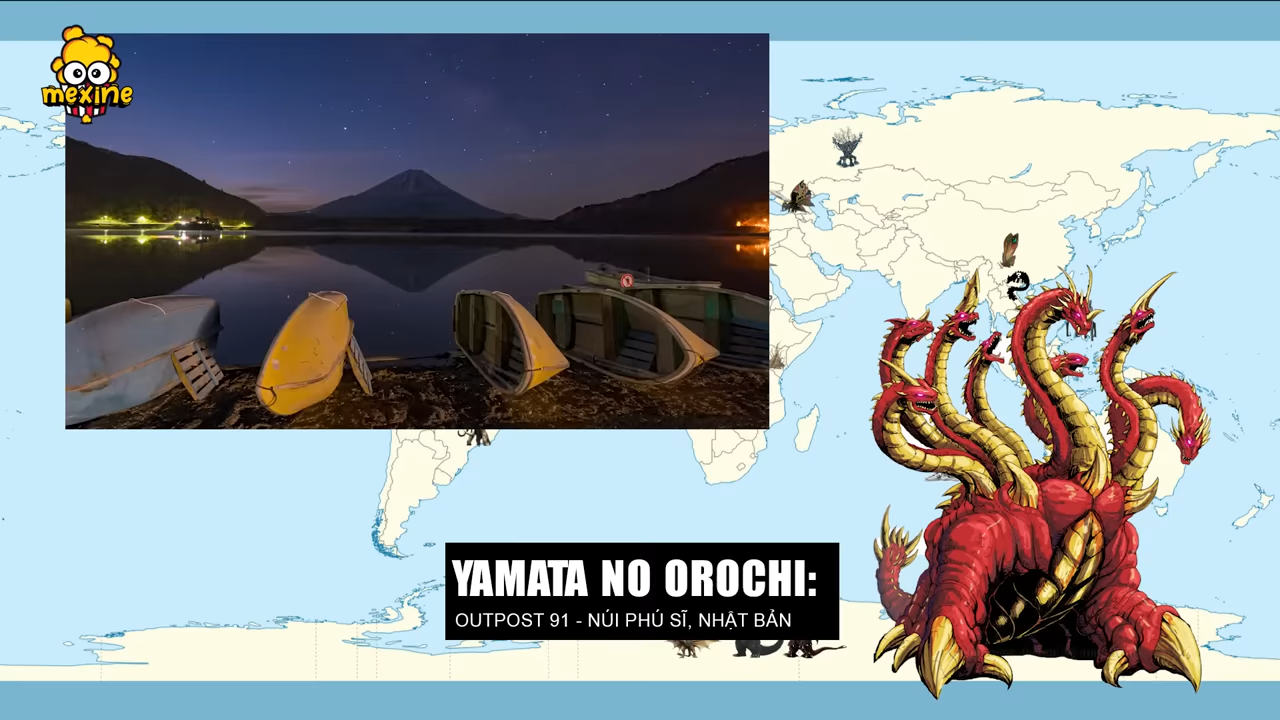 mexine
YAMATA NO OROCHI:
OUTPOST 91 - NÚI PHÚ SĨ, NHẬT BẢN